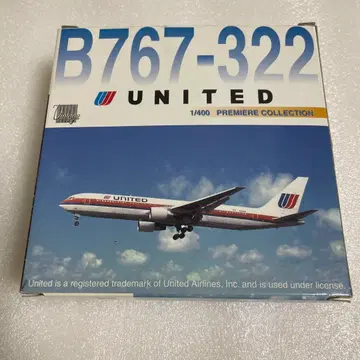 B767-322
UNITED
1/400 PREMIERE COLLECTION
UNITED
United is a registered trademark of United Airlines, Inc. and is used under license.